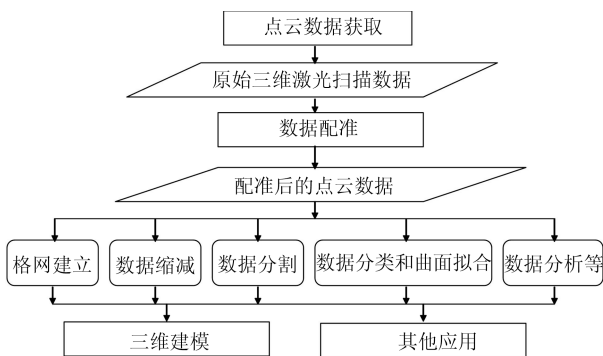 点云数据获取
原始三维激光扫描数据
数据配准
配准后的点云数据
格网建立
数据缩减
数据分割
数据分类和曲面拟合
数据分析等
三维建模
其他应用